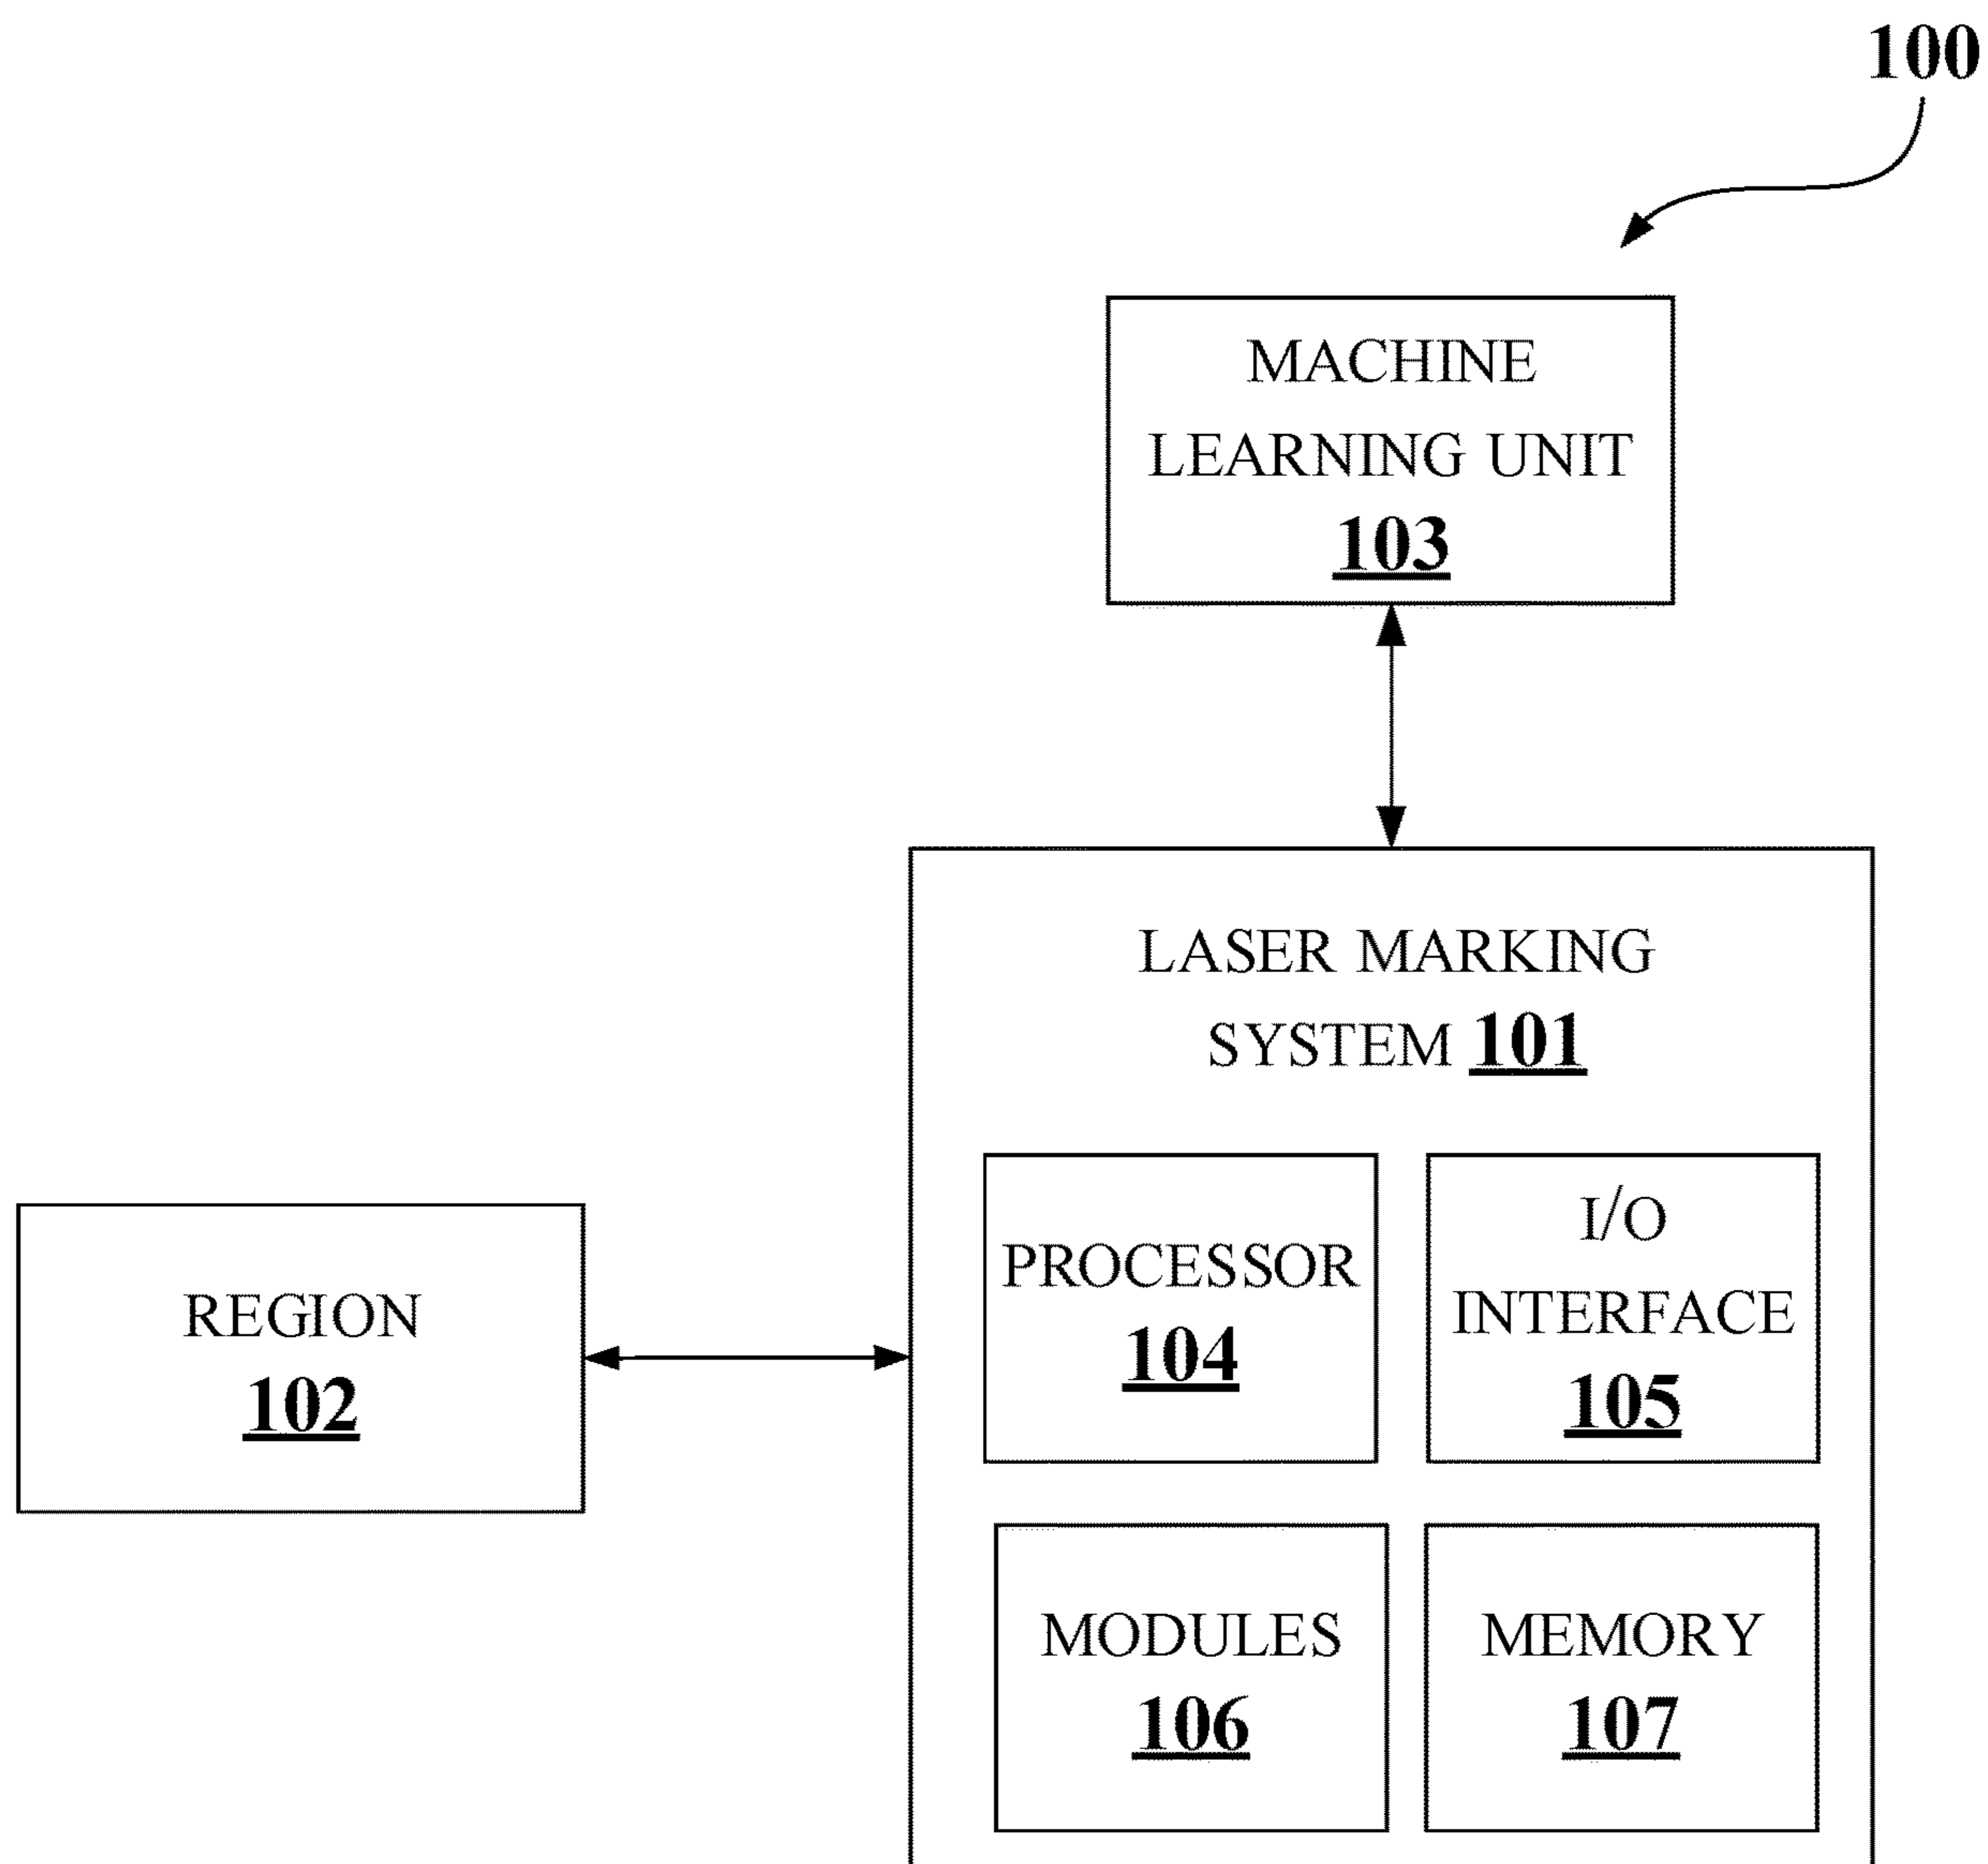 100
MACHINE
LEARNING UNIT
103
LASER MARKING
SYSTEM 101
PROCESSOR
104
I/O
INTERFACE
105
REGION
102
MODULES
106
MEMORY
107